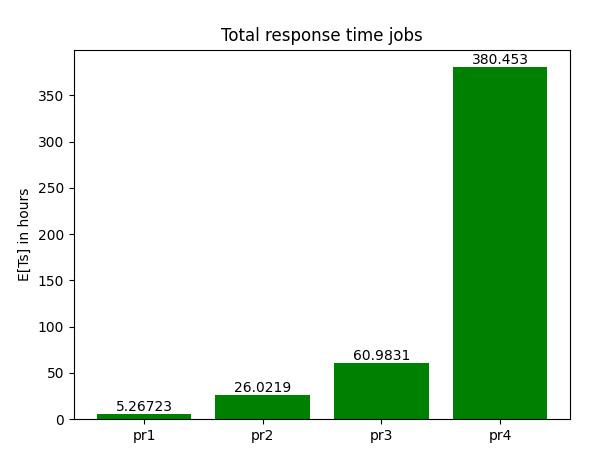 Total response time jobs
E[Ts] in hours
350
300
250
200
150
100
50
0
5.26723
26.0219
60.9831
380.453
pr1
pr2
pr3
pr4